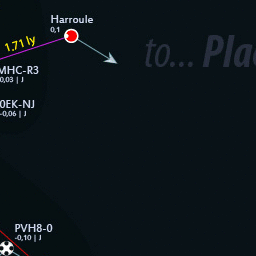 Harroule
0,1
1,71 ly
to... Pla
MHC-R3
0,03 | J
0EK-NJ
-0,06 | J
PVH8-0
-0,10 | J